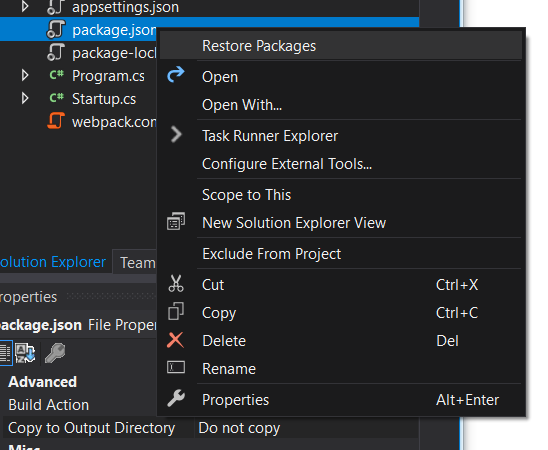 appsettings.json
package.json
package-loc
C# Program.cs
C# Startup.cs
webpack.con
Restore Packages
Open
Open With...
Task Runner Explorer
Configure External Tools...
Scope to This
New Solution Explorer View
Exclude From Project
Cut Ctrl+X
Copy Ctrl+C
Delete Del
Rename
Properties Alt+Enter
olution Explorer Team
roperties
package.json File Proper
Advanced
Build Action
Copy to Output Directory Do not copy
Misc